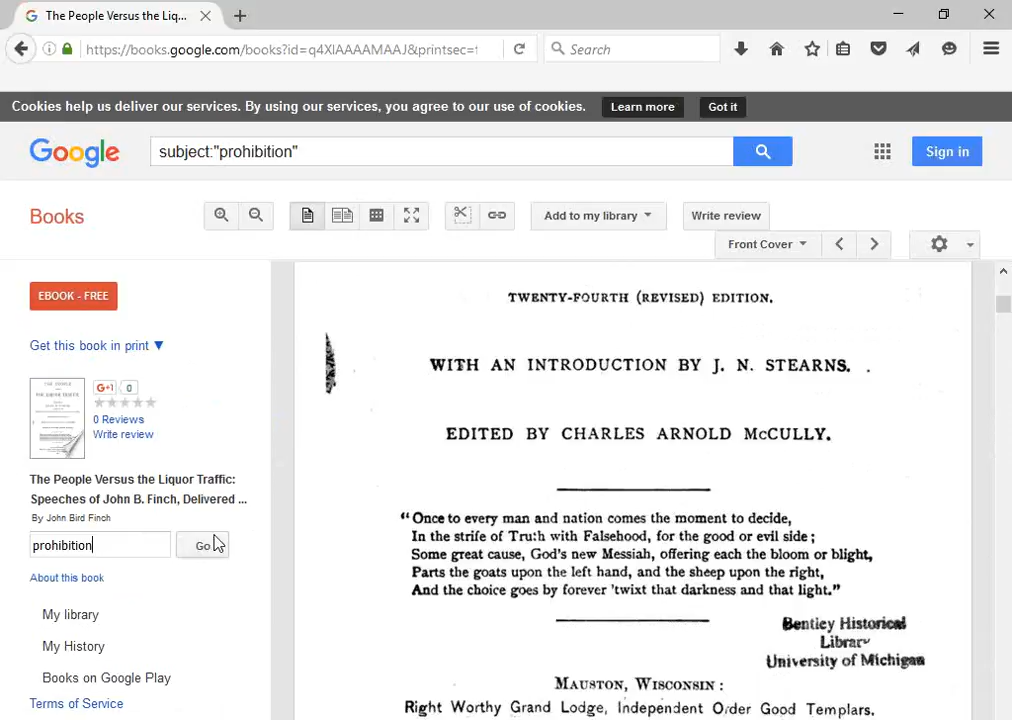 The People Versus the Liq...
https://books.google.com/books?id=q4XIAAAAMAAJ&printsec=f
Search
Cookies help us deliver our services. By using our services, you agree to our use of cookies. Learn more Got it
Google subject:"prohibition" Sign in
Books Add to my library Write review
Front Cover
EBOOK - FREE
Get this book in print ▼
G+1 0
0 Reviews
Write review
The People Versus the Liquor Traffic:
Speeches of John B. Finch, Delivered ...
By John Bird Finch
prohibition Go
About this book
My library
My History
Books on Google Play
Terms of Service
TWENTY-FOURTH (REVISED) EDITION.
WITH AN INTRODUCTION BY J. N. STEARNS.
EDITED BY CHARLES ARNOLD McCULLY.
"Once to every man and nation comes the moment to decide,
In the strife of Truth with Falsehood, for the good or evil side;
Some great cause, God's new Messiah, offering each the bloom or blight,
Parts the goats upon the left hand, and the sheep upon the right,
And the choice goes by forever 'twixt that darkness and that light."
Bentley Historical
Library
University of Michigan
MAUSTON, WISCONSIN:
Right Worthy Grand Lodge, Independent Order Good Templars.